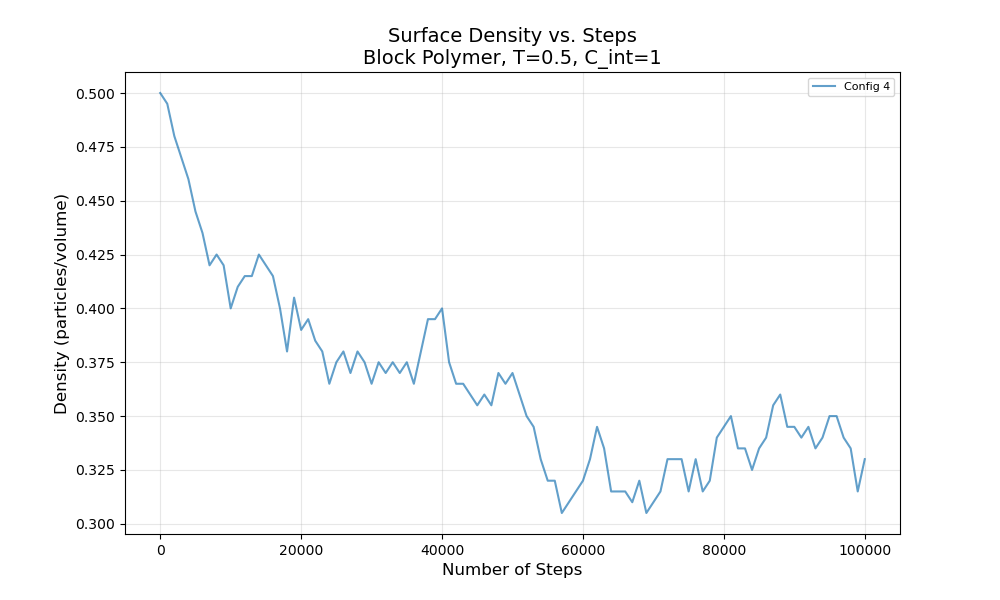 Surface Density vs. Steps
Block Polymer, T=0.5, C_int=1
Config 4
Density (particles/volume)
0.500
0.475
0.450
0.425
0.400
0.375
0.350
0.325
0.300
0 20000 40000 60000 80000 100000
Number of Steps